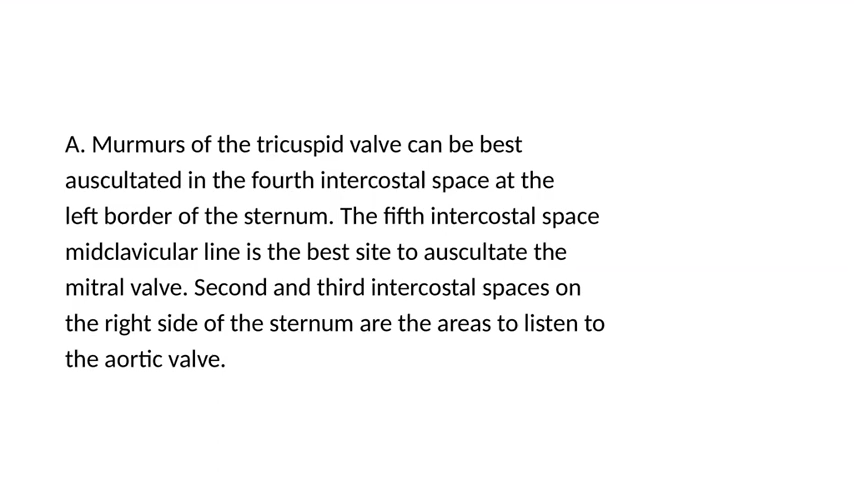 A. Murmurs of the tricuspid valve can be best
auscultated in the fourth intercostal space at the
left border of the sternum. The fifth intercostal space
midclavicular line is the best site to auscultate the
mitral valve. Second and third intercostal spaces on
the right side of the sternum are the areas to listen to
the aortic valve.